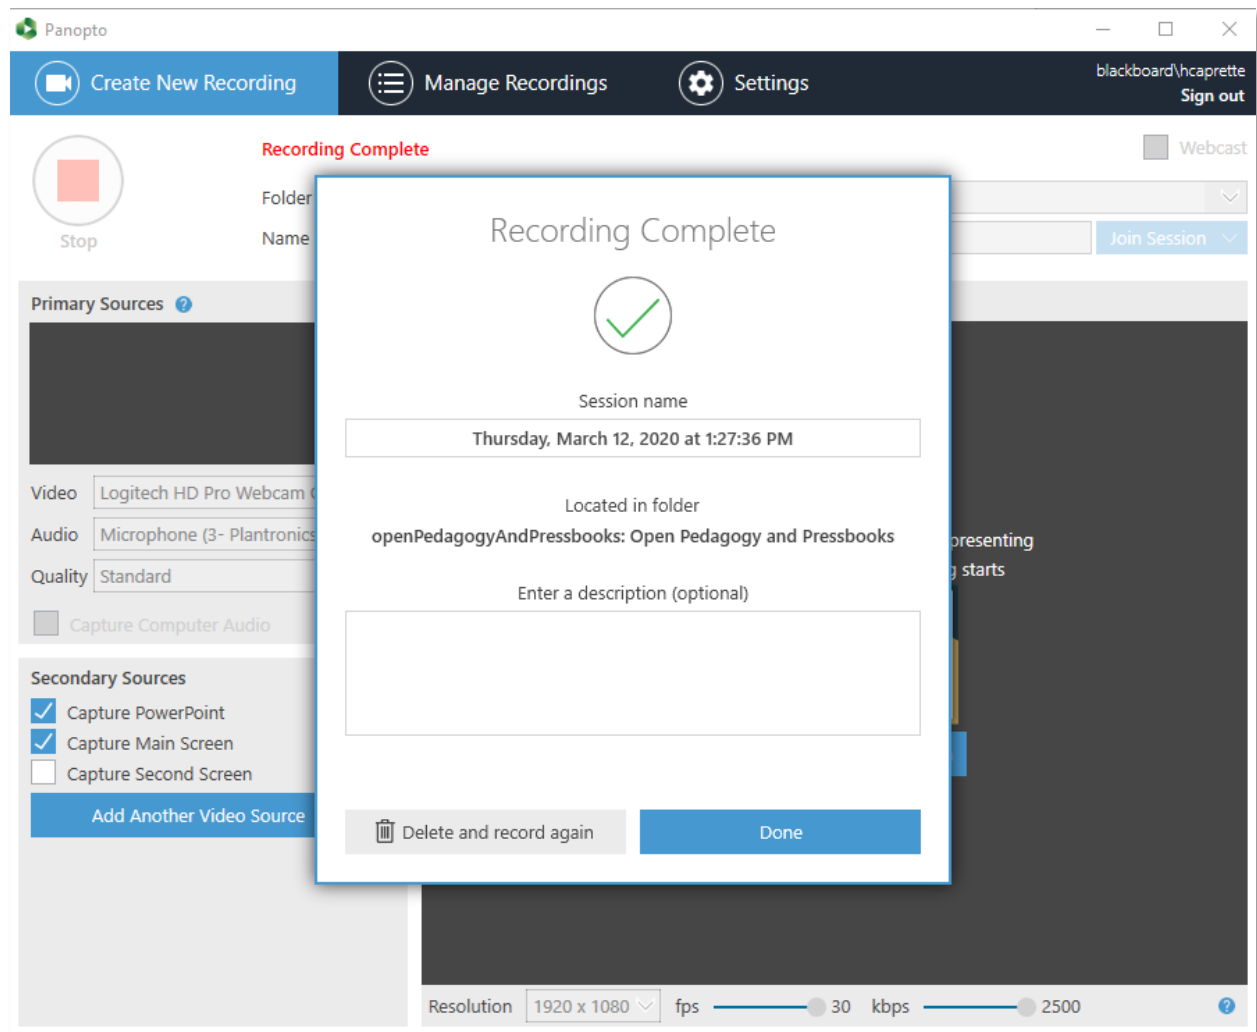 Panopto
Create New Recording
Manage Recordings
Settings
blackboard\hcaprette
Sign out
Stop
Recording Complete
Folder
Name
Webcast
Join Session
Primary Sources
Video
Logitech HD Pro Webcam
Audio
Microphone (3- Plantronics
Quality
Standard
Capture Computer Audio
Secondary Sources
Capture PowerPoint
Capture Main Screen
Capture Second Screen
Add Another Video Source
Recording Complete
Session name
Thursday, March 12, 2020 at 1:27:36 PM
Located in folder
openPedagogyAndPressbooks: Open Pedagogy and Pressbooks
Enter a description (optional)
Delete and record again
Done
presenting
starts
Resolution
1920 x 1080
fps
30
kbps
2500